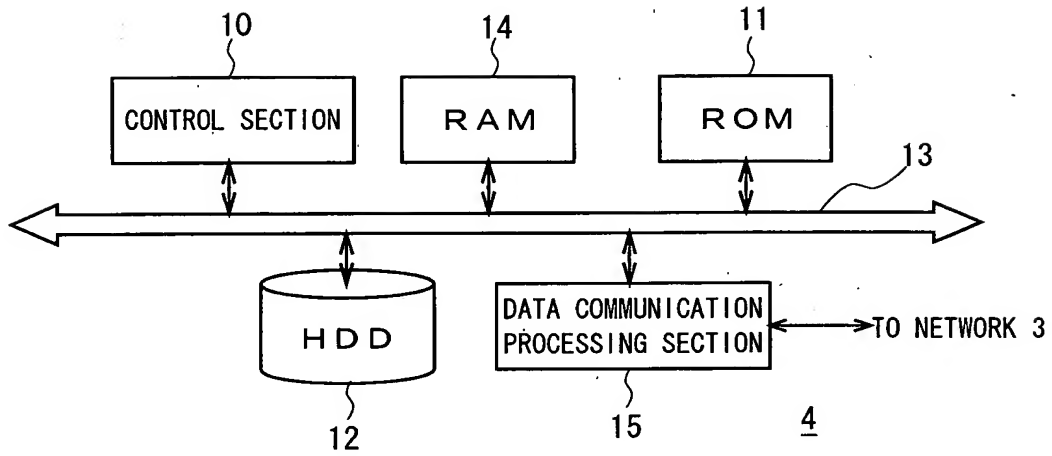 10
14
11
CONTROL SECTION
RAM
ROM
13
HDD
DATA COMMUNICATION
PROCESSING SECTION
TO NETWORK 3
12
15
4